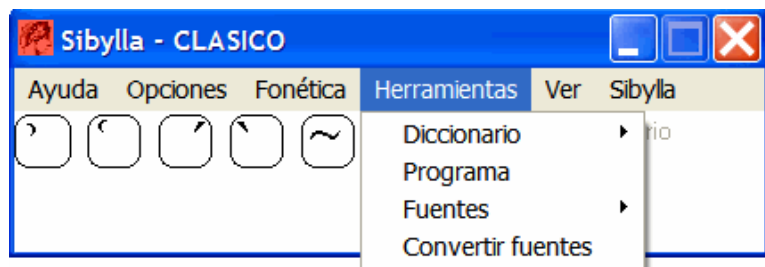 Sibylla - CLASICO
Ayuda Opciones Fonética Herramientas Ver Sibylla
Diccionario
Programa
Fuentes
Convertir fuentes